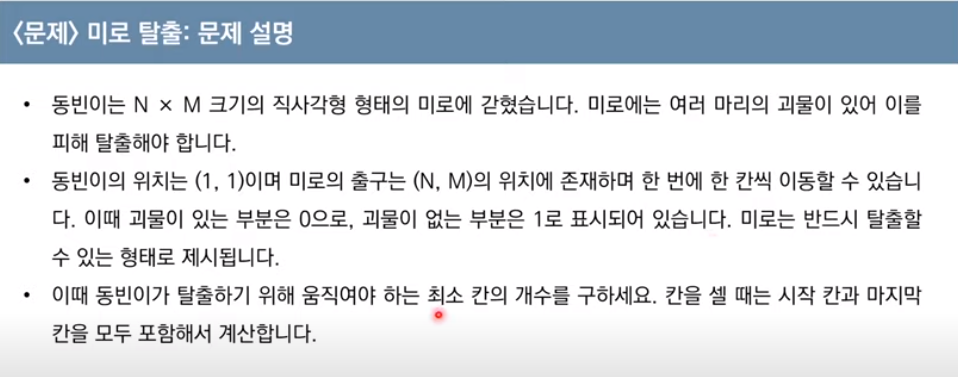 〈문제〉 미로 탈출: 문제 설명
• 동빈이는 N × M 크기의 직사각형 형태의 미로에 갇혔습니다. 미로에는 여러 마리의 괴물이 있어 이를
피해 탈출해야 합니다.
• 동빈이의 위치는 (1, 1)이며 미로의 출구는 (N, M)의 위치에 존재하며 한 번에 한 칸씩 이동할 수 있습니
다. 이때 괴물이 있는 부분은 0으로, 괴물이 없는 부분은 1로 표시되어 있습니다. 미로는 반드시 탈출할
수 있는 형태로 제시됩니다.
• 이때 동빈이가 탈출하기 위해 움직여야 하는 최소 칸의 개수를 구하세요. 칸을 셀 때는 시작 칸과 마지막
칸을 모두 포함해서 계산합니다.